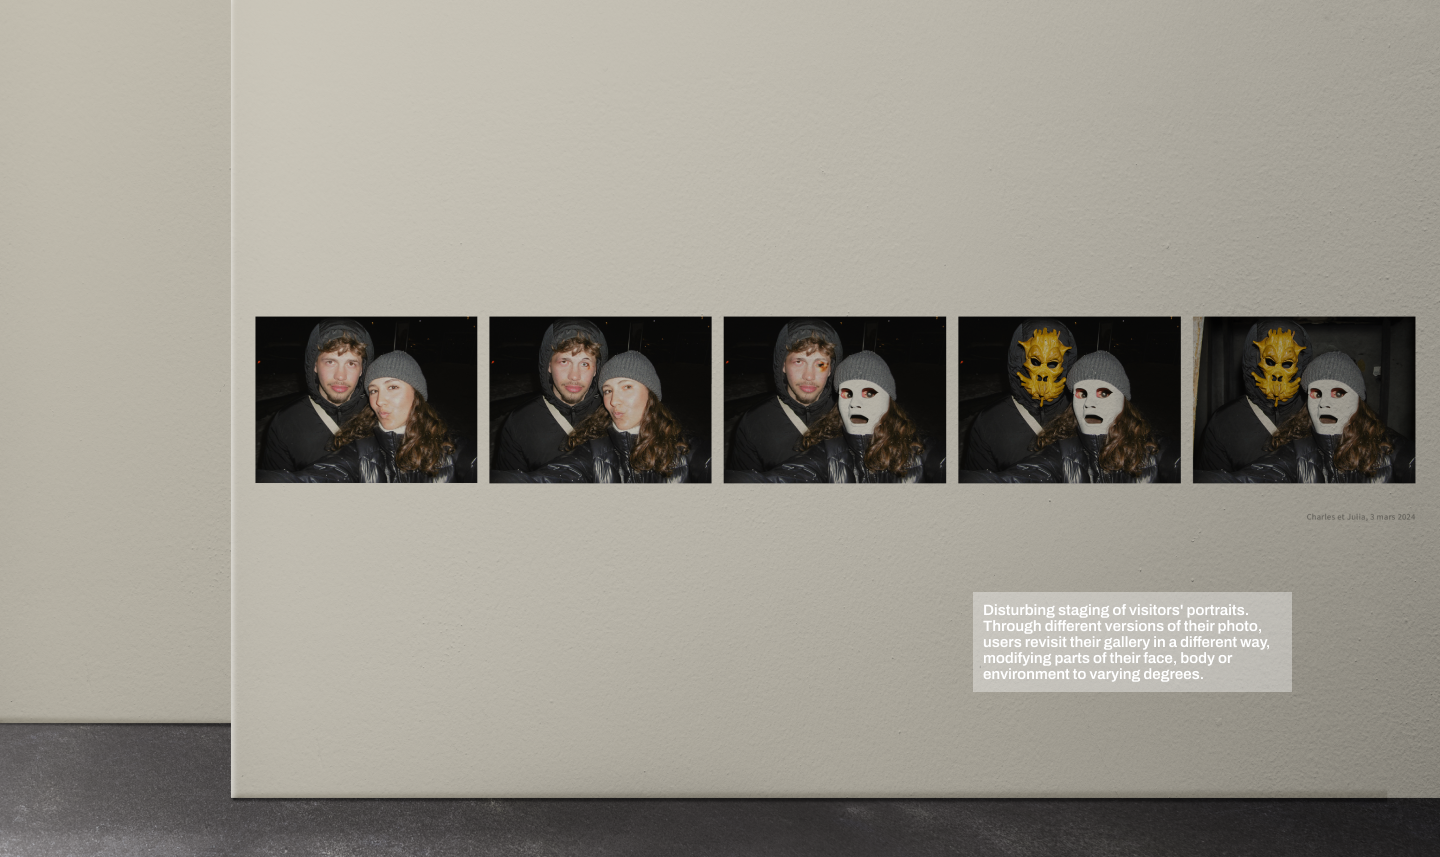 Charles et Julia, 3 mars 2024
Disturbing staging of visitors' portraits.
Through different versions of their photo,
users revisit their gallery in a different way,
modifying parts of their face, body or
environment to varying degrees.